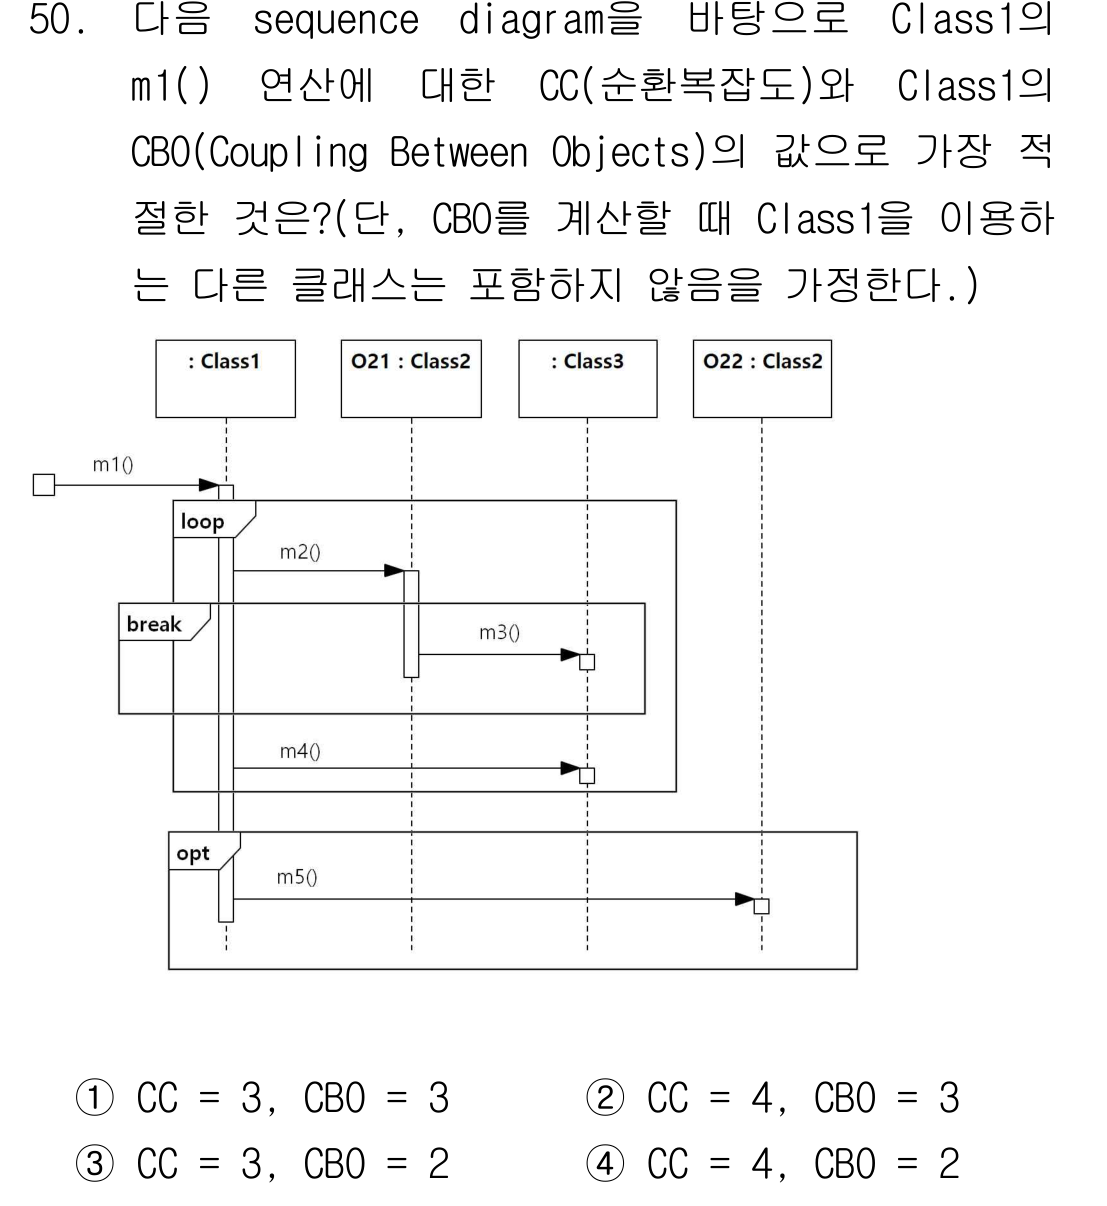 50. 다음 sequence diagram을 바탕으로 Class1의
m1() 연산에 대한 CC(순환복잡도)와 Class1의
CBO(Coupling Between Objects)의 값으로 가장 적
절한 것은?(단, CBO를 계산할 때 Class1을 이용하
는 다른 클래스는 포함하지 않음을 가정한다.)
: Class1
O21 : Class2
: Class3
O22 : Class2
m1()
loop
m2()
break
m3()
m4()
opt
m5()
① CC = 3, CBO = 3
② CC = 4, CBO = 3
③ CC = 3, CBO = 2
④ CC = 4, CBO = 2